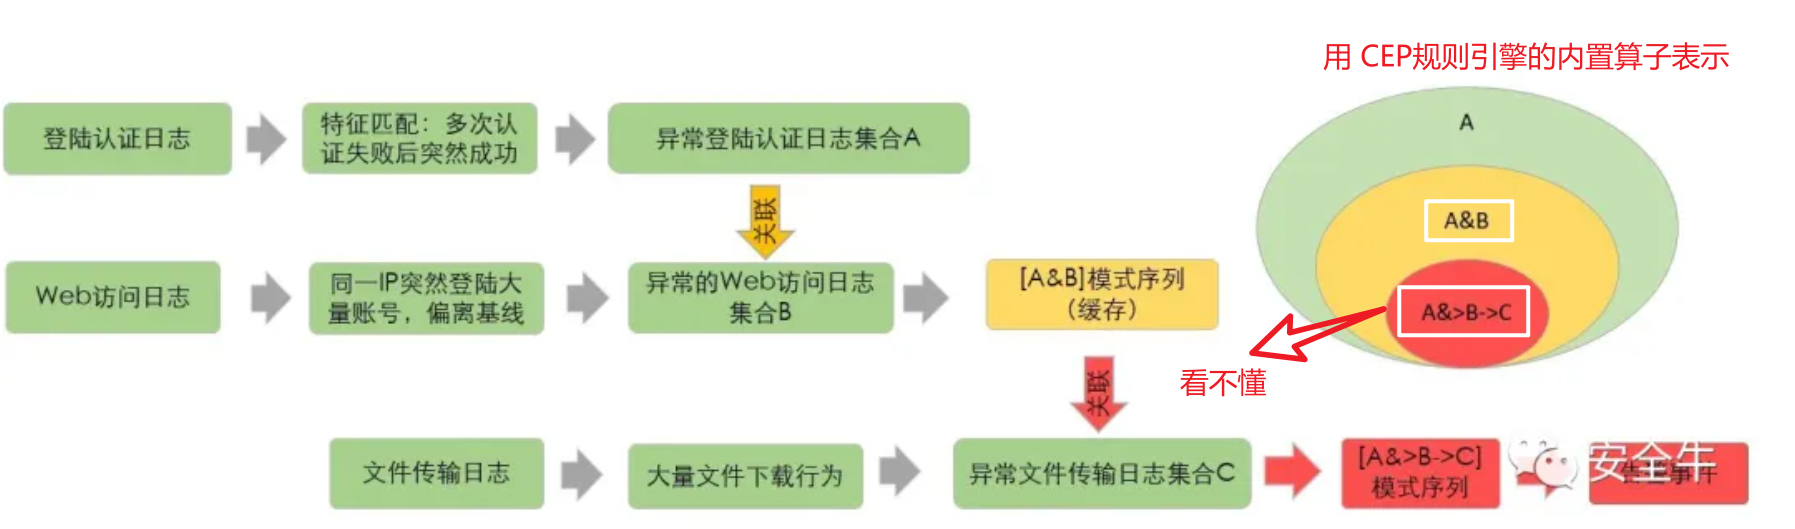 用 CEP规则引擎的内置算子表示
登陆认证日志
特征匹配：多次认
证失败后突然成功
异常登陆认证日志集合A
A
关联
A&B
Web访问日志
同一IP突然登陆大
量账号，偏离基线
异常的Web访问日志
集合B
[A&B]模式序列
（缓存）
A&>B->C
看不懂
关联
文件传输日志
大量文件下载行为
异常文件传输日志集合C
[A&>B->C]
模式序列
安全牛
告警事件